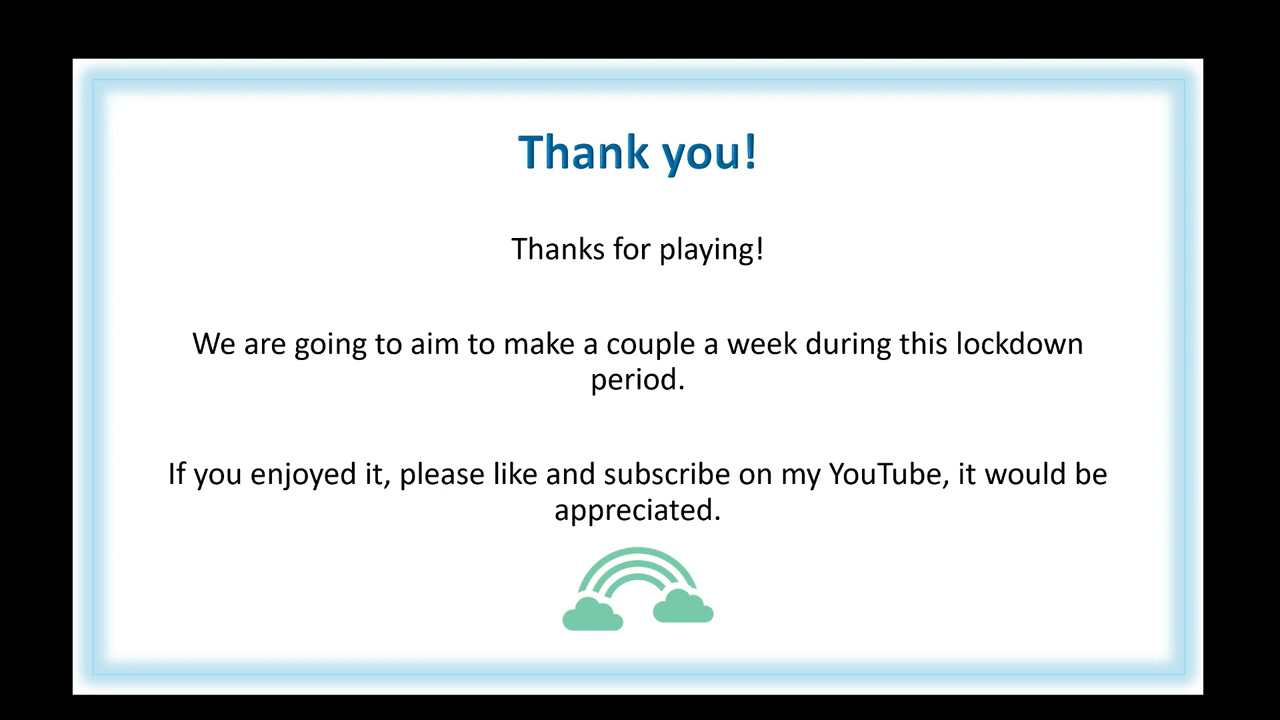 Thank you!
Thanks for playing!
We are going to aim to make a couple a week during this lockdown
period.
If you enjoyed it, please like and subscribe on my YouTube, it would be
appreciated.